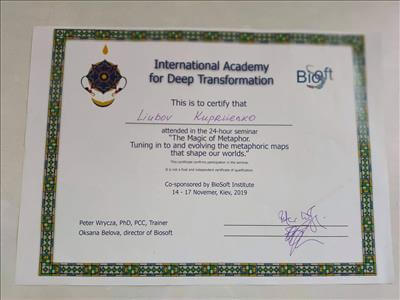 International Academy
for Deep Transformation
BioSoft
This is to certify that
Liubov Kupriienko
attended in the 24-hour seminar
"The Magic of Metaphor.
Tuning in to and evolving the metaphoric maps
that shape our worlds."
This certificate confirms participation in the seminar.
It is not a final and independent certificate of qualification.
Co-sponsored by BioSoft Institute
14 - 17 Novemer, Kiev, 2019
Peter Wrycza, PhD, PCC, Trainer
Oksana Belova, director of Biosoft